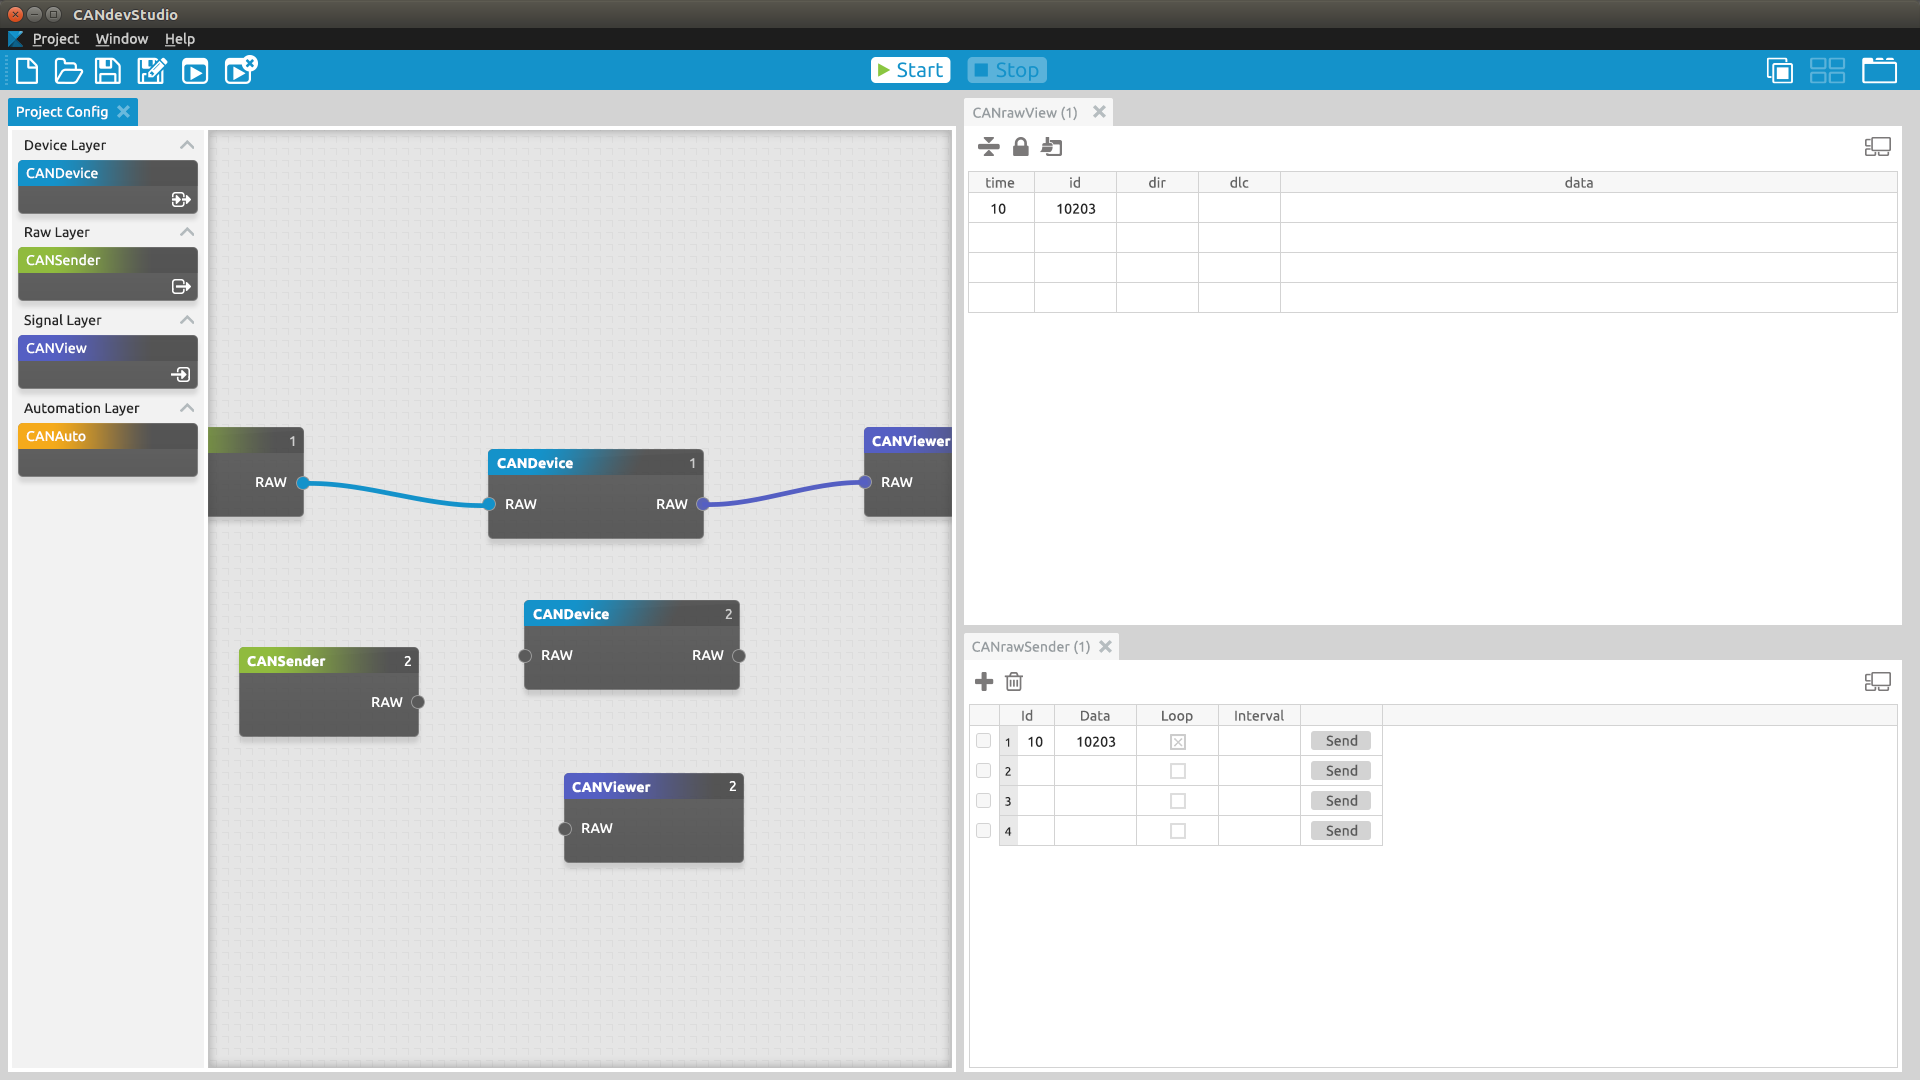 CANdevStudio
Project Window Help
Start Stop
Project Config
Device Layer
CANDevice
Raw Layer
CANSender
Signal Layer
CANView
Automation Layer
CANAuto
1
RAW
CANDevice 1
RAW RAW
CANViewer
RAW
CANDevice 2
RAW RAW
CANSender 2
RAW
CANViewer 2
RAW
CANrawView (1)
time id dir dlc data
10 10203
CANrawSender (1)
Id Data Loop Interval
1 10 10203 Send
2 Send
3 Send
4 Send